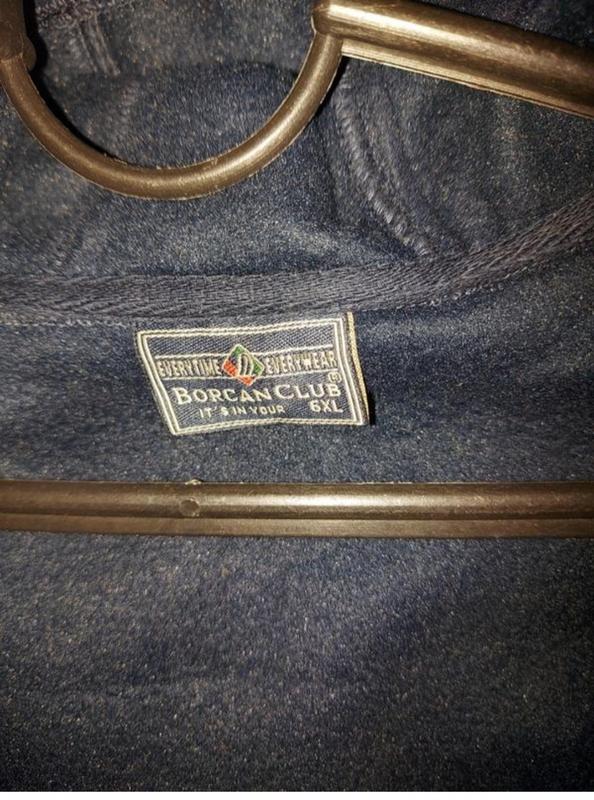 EVERYTIME EVERYWEAR
BORCAN CLUB®
IT'S IN YOUR 6XL